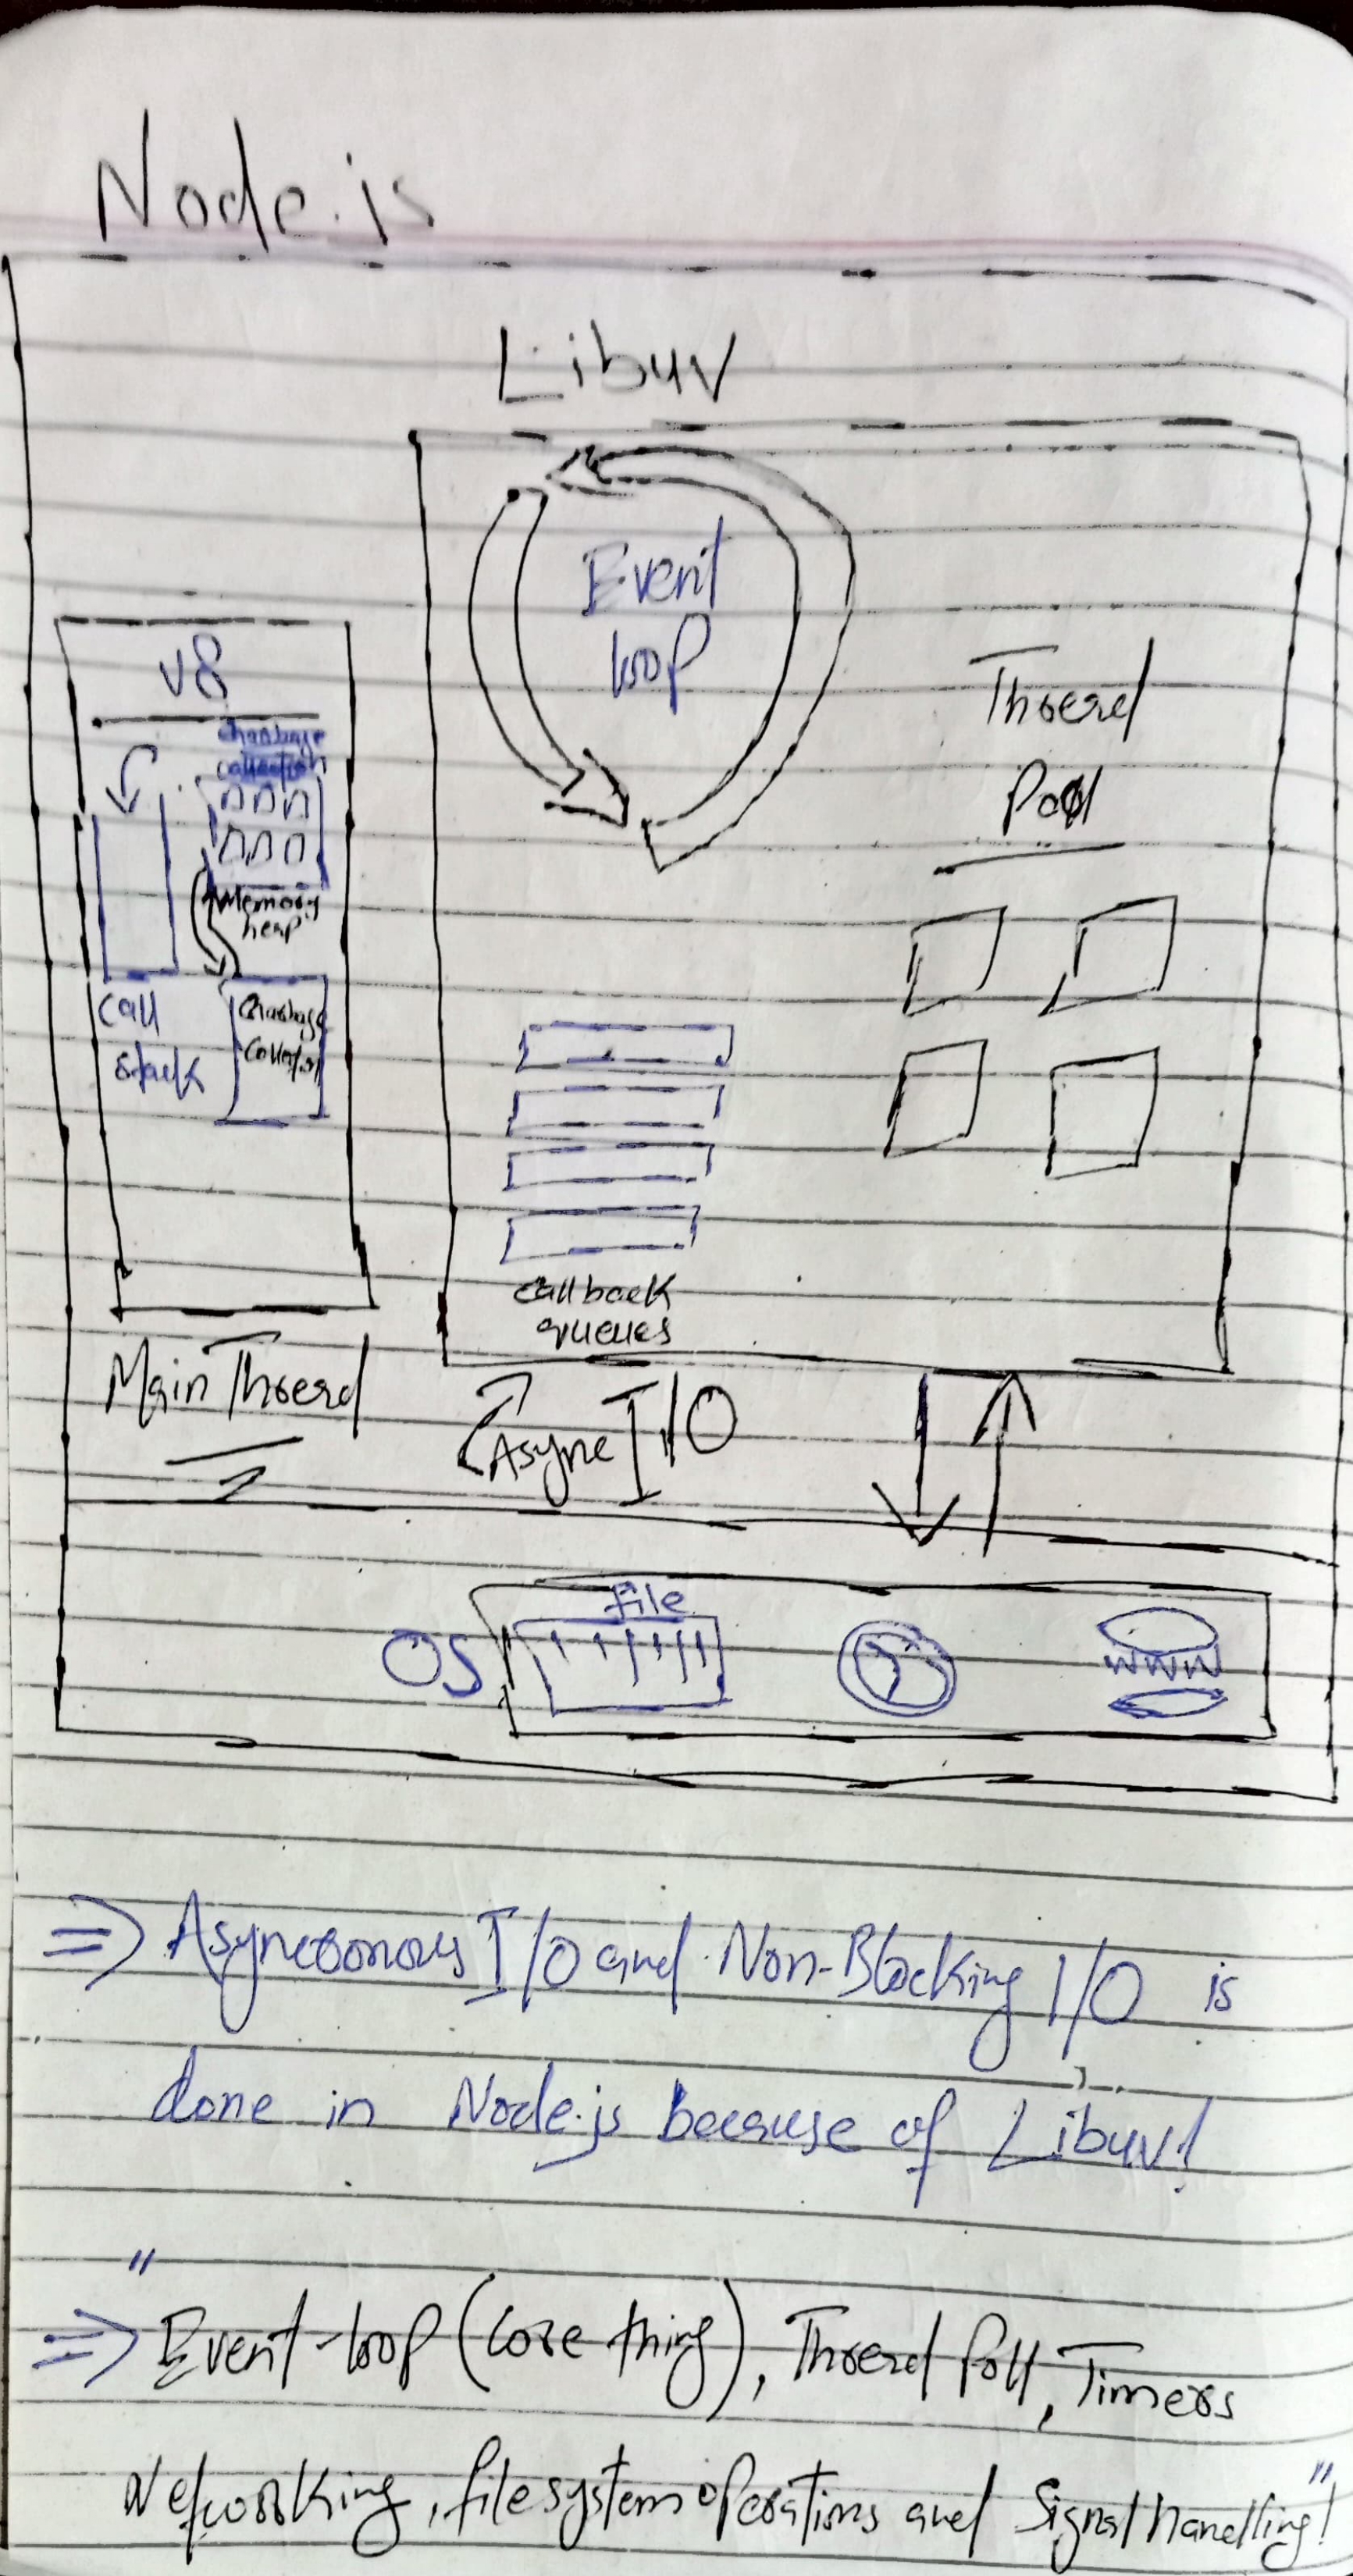 Node.js
Libuv
Event
loop
Thread
Pool
V8
Memory
heap
Call
stack
Garbage
Collector
callback
queues
Main Thread
Async I/O
File
OS
WWW
⇒ Asyncronous I/O and Non-Blocking I/O is
done in Node.js because of Libuv!
"
⇒ Event-loop (Core thing), Thread Poll, Timers
Networking, file system operations and Signal handling! "